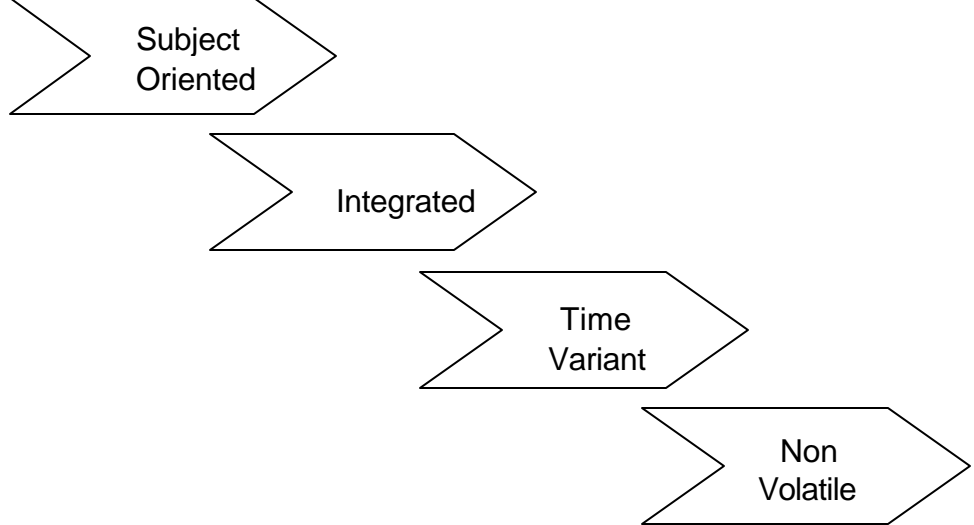 Subject
Oriented
Integrated
Time
Variant
Non
Volatile